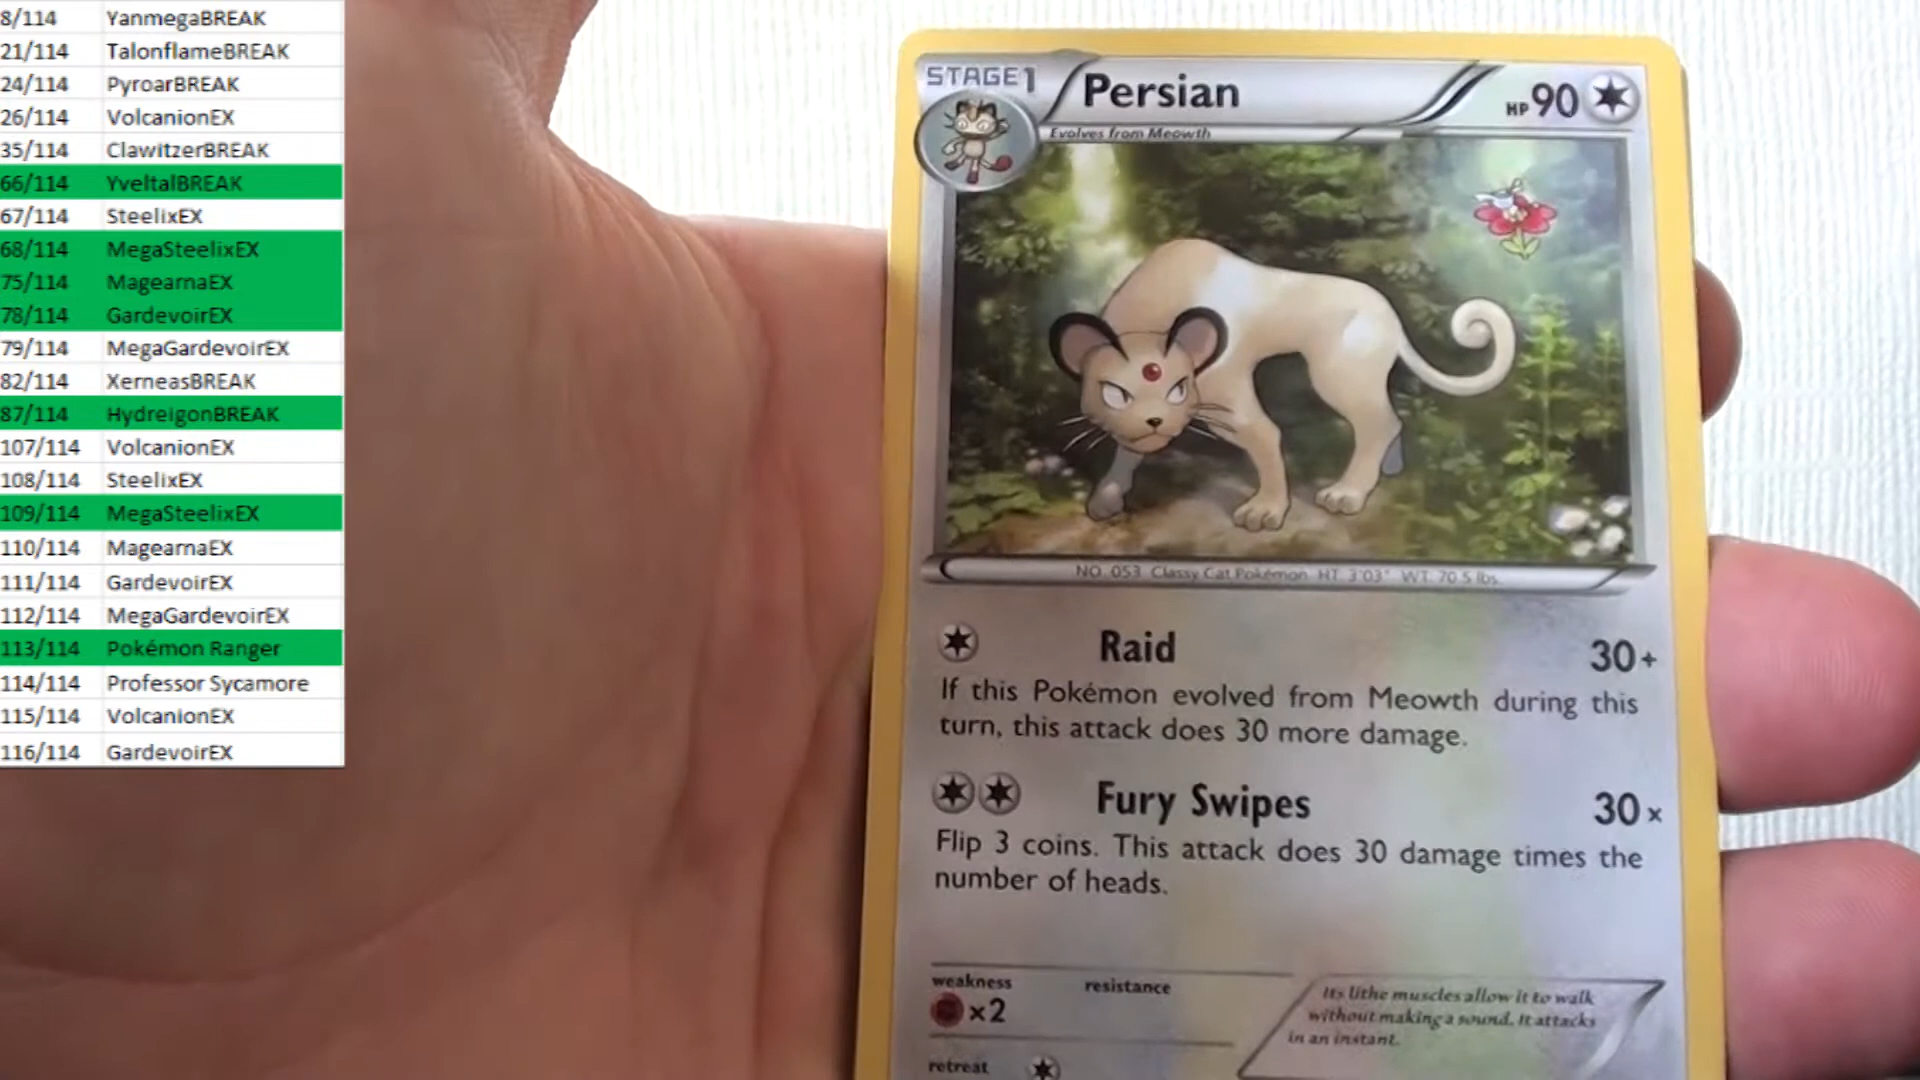 8/114 YanmegaBREAK
21/114 TalonflameBREAK
24/114 PyroarBREAK
26/114 VolcanionEX
35/114 ClawitzerBREAK
66/114 YveltalBREAK
67/114 SteelixEX
68/114 MegaSteelixEX
75/114 MagearnaEX
78/114 GardevoirEX
79/114 MegaGardevoirEX
82/114 XerneasBREAK
87/114 HydreigonBREAK
107/114 VolcanionEX
108/114 SteelixEX
109/114 MegaSteelixEX
110/114 MagearnaEX
111/114 GardevoirEX
112/114 MegaGardevoirEX
113/114 Pokémon Ranger
114/114 Professor Sycamore
115/114 VolcanionEX
116/114 GardevoirEX
STAGE1 Persian HP90
Evolves from Meowth
NO. 053 Classy Cat Pokémon HT: 3'03" WT: 70.5 lbs.
Raid 30+
If this Pokémon evolved from Meowth during this
turn, this attack does 30 more damage.
Fury Swipes 30x
Flip 3 coins. This attack does 30 damage times the
number of heads.
weakness resistance
x2
retreat
Its lithe muscles allow it to walk
without making a sound. It attacks
in an instant.